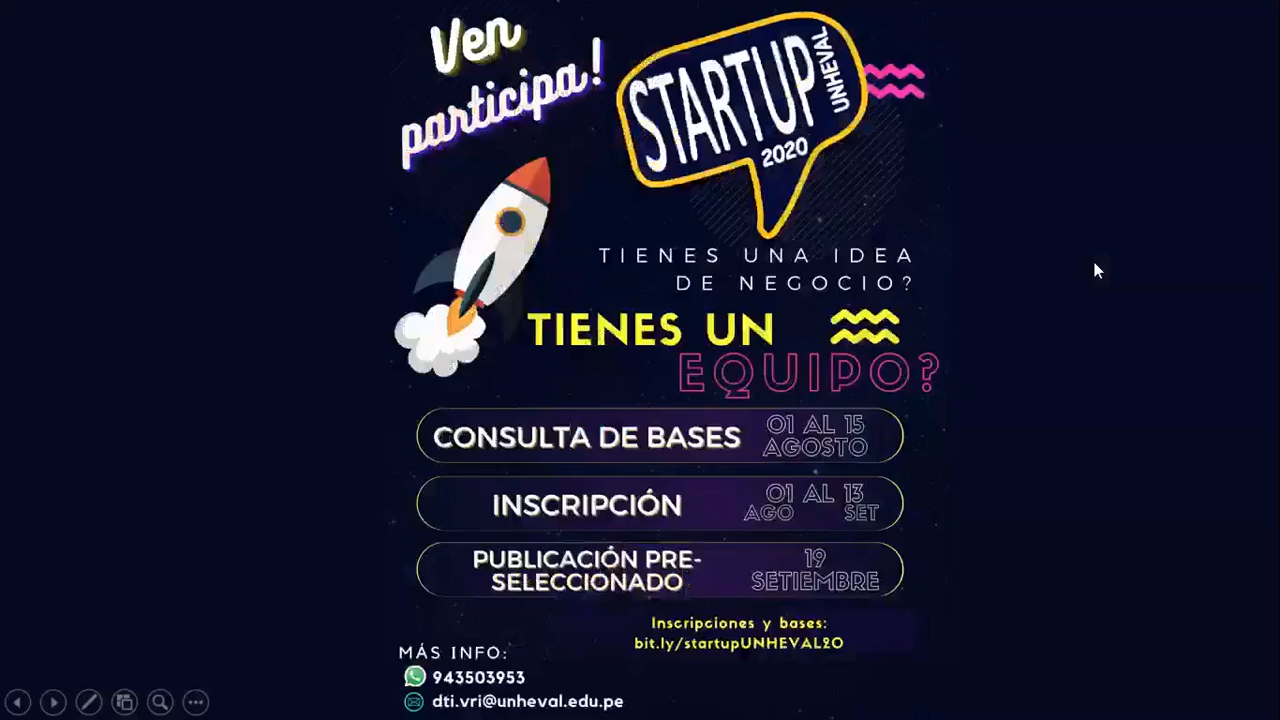 Ven
participa!
STARTUP
UNHEVAL
2020
TIENES UNA IDEA
DE NEGOCIO?
TIENES UN
EQUIPO?
CONSULTA DE BASES
01 AL 15
AGOSTO
INSCRIPCIÓN
01 AL 13
AGO SET
PUBLICACIÓN PRE-
SELECCIONADO
19
SETIEMBRE
Inscripciones y bases:
bit.ly/startupUNHEVAL20
MÁS INFO:
943503953
dti.vri@unheval.edu.pe